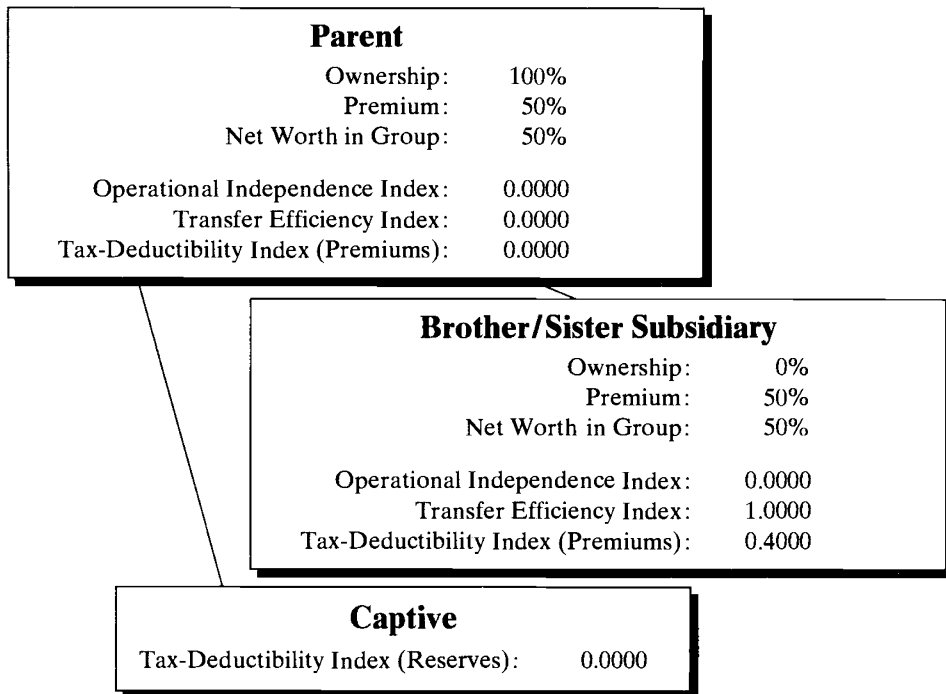 Parent
Ownership: 100%
Premium: 50%
Net Worth in Group: 50%
Operational Independence Index: 0.0000
Transfer Efficiency Index: 0.0000
Tax-Deductibility Index (Premiums): 0.0000
Brother/Sister Subsidiary
Ownership: 0%
Premium: 50%
Net Worth in Group: 50%
Operational Independence Index: 0.0000
Transfer Efficiency Index: 1.0000
Tax-Deductibility Index (Premiums): 0.4000
Captive
Tax-Deductibility Index (Reserves): 0.0000